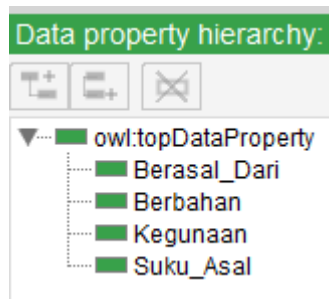 Data property hierarchy:
owl:topDataProperty
Berasal_Dari
Berbahan
Kegunaan
Suku_Asal